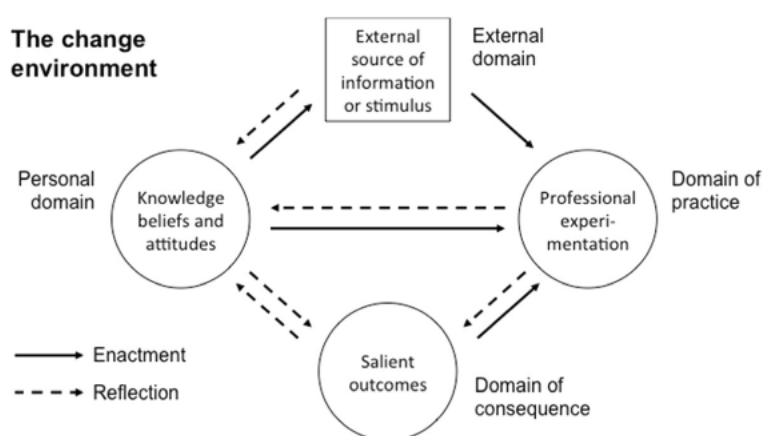 The change
environment
External
source of
information
or stimulus
External
domain
Personal
domain
Knowledge
beliefs and
attitudes
Professional
experi-
mentation
Domain of
practice
Salient
outcomes
Domain of
consequence
Enactment
Reflection